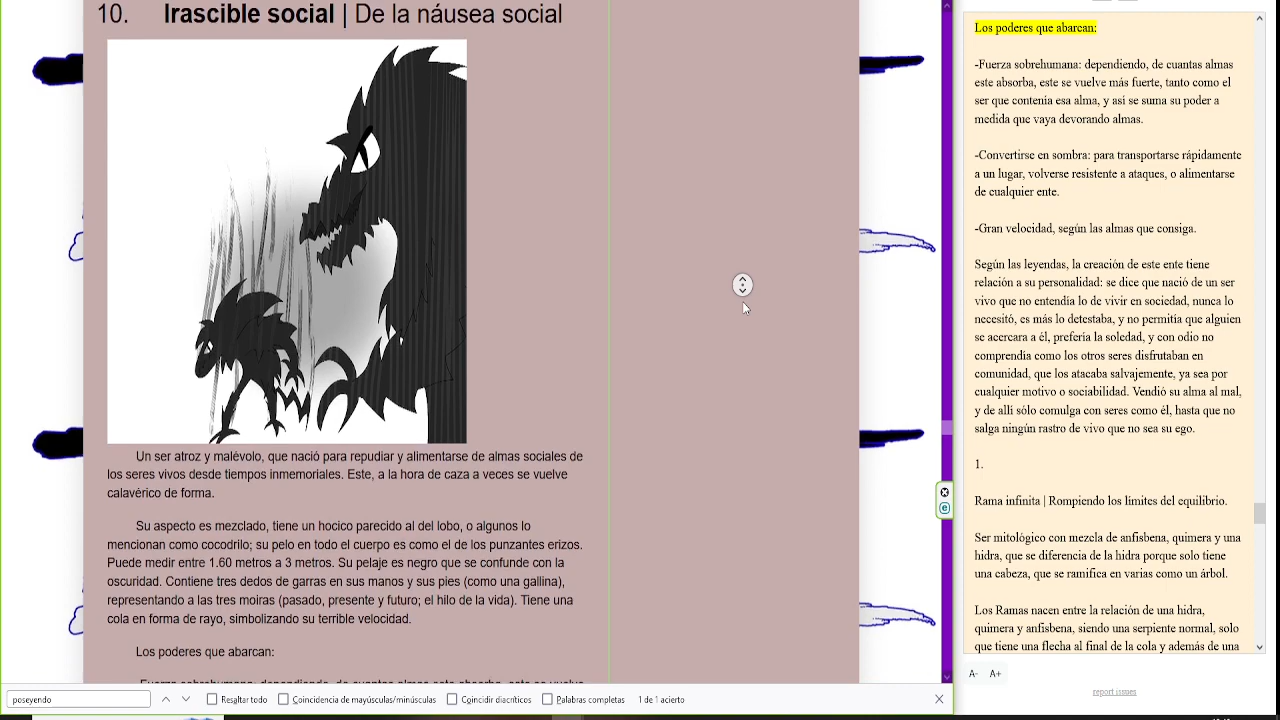 10. Irascible social | De la náusea social
Un ser atroz y malévolo, que nació para repudiar y alimentarse de almas sociales de
los seres vivos desde tiempos inmemoriales. Este, a la hora de caza a veces se vuelve
calavérico de forma.
Su aspecto es mezclado, tiene un hocico parecido al del lobo, o algunos lo
mencionan como cocodrilo; su pelo en todo el cuerpo es como el de los punzantes erizos.
Puede medir entre 1.60 metros a 3 metros. Su pelaje es negro que se confunde con la
oscuridad. Contiene tres dedos de garras en sus manos y sus pies (como una gallina),
representando a las tres moiras (pasado, presente y futuro; el hilo de la vida). Tiene una
cola en forma de rayo, simbolizando su terrible velocidad.
Los poderes que abarcan:
Los poderes que abarcan:
-Fuerza sobrehumana: dependiendo, de cuantas almas
este absorba, este se vuelve más fuerte, tanto como el
ser que contenía esa alma, y así se suma su poder a
medida que vaya devorando almas.
-Convertirse en sombra: para transportarse rápidamente
a un lugar, volverse resistente a ataques, o alimentarse
de cualquier ente.
-Gran velocidad, según las almas que consiga.
Según las leyendas, la creación de este ente tiene
relación a su personalidad: se dice que nació de un ser
vivo que no entendía lo de vivir en sociedad, nunca lo
necesitó, es más lo detestaba, y no permitía que alguien
se acercara a él, prefería la soledad, y con odio no
comprendía como los otros seres disfrutaban en
comunidad, que los atacaba salvajemente, ya sea por
cualquier motivo o sociabilidad. Vendió su alma al mal,
y de allí sólo comulga con seres como él, hasta que no
salga ningún rastro de vivo que no sea su ego.
1.
Rama infinita | Rompiendo los límites del equilibrio.
Ser mitológico con mezcla de anfisbena, quimera y una
hidra, que se diferencia de la hidra porque solo tiene
una cabeza, que se ramifica en varias como un árbol.
Los Ramas nacen entre la relación de una hidra,
quimera y anfisbena, siendo una serpiente normal, solo
que tiene una flecha al final de la cola y además de una
A- A+
report issues
poseyendo Resaltar todo Coincidencia de mayúsculas/minúsculas Coincidir diacríticos Palabras completas 1 de 1 acierto